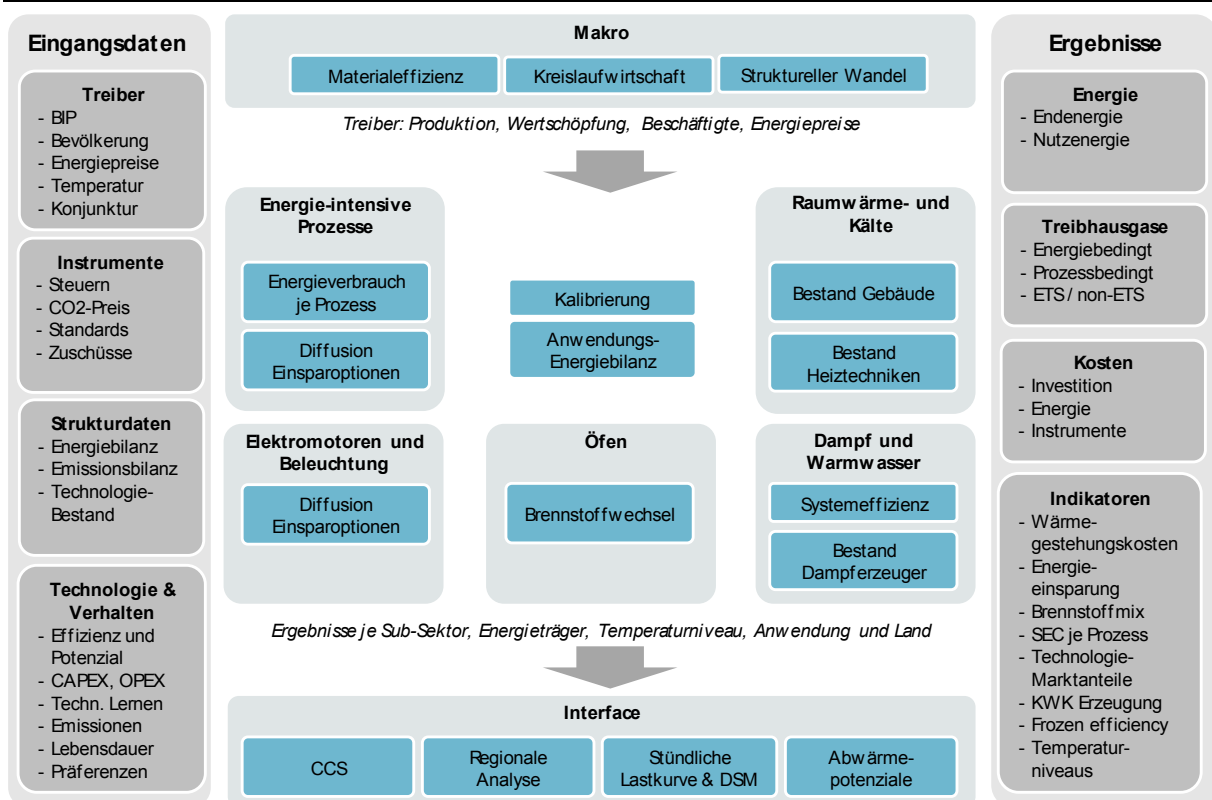 Eingangsdaten
Treiber
- BIP
- Bevölkerung
- Energiepreise
- Temperatur
- Konjunktur
Instrumente
- Steuern
- CO2-Preis
- Standards
- Zuschüsse
Strukturdaten
- Energiebilanz
- Emissionsbilanz
- Technologie-
Bestand
Technologie &
Verhalten
- Effizienz und
Potenzial
- CAPEX, OPEX
- Techn. Lernen
- Emissionen
- Lebensdauer
- Präferenzen
Makro
Materialeffizienz
Kreislaufwirtschaft
Struktureller Wandel
Treiber: Produktion, Wertschöpfung, Beschäftigte, Energiepreise
Energie-intensive
Prozesse
Energieverbrauch
je Prozess
Diffusion
Einsparoptionen
Kalibrierung
Anwendungs-
Energiebilanz
Raumwärme- und
Kälte
Bestand Gebäude
Bestand
Heiztechniken
Elektromotoren und
Beleuchtung
Diffusion
Einsparoptionen
Öfen
Brennstoffwechsel
Dampf und
Warmwasser
Systemeffizienz
Bestand
Dampferzeuger
Ergebnisse je Sub-Sektor, Energieträger, Temperaturniveau, Anwendung und Land
Interface
CCS
Regionale
Analyse
Stündliche
Lastkurve & DSM
Abwärme-
potenziale
Ergebnisse
Energie
- Endenergie
- Nutzenergie
Treibhausgase
- Energiebedingt
- Prozessbedingt
- ETS / non-ETS
Kosten
- Investition
- Energie
- Instrumente
Indikatoren
- Wärme-
gestehungskosten
- Energie-
einsparung
- Brennstoffmix
- SEC je Prozess
- Technologie-
Marktanteile
- KWK Erzeugung
- Frozen efficiency
- Temperatur-
niveaus